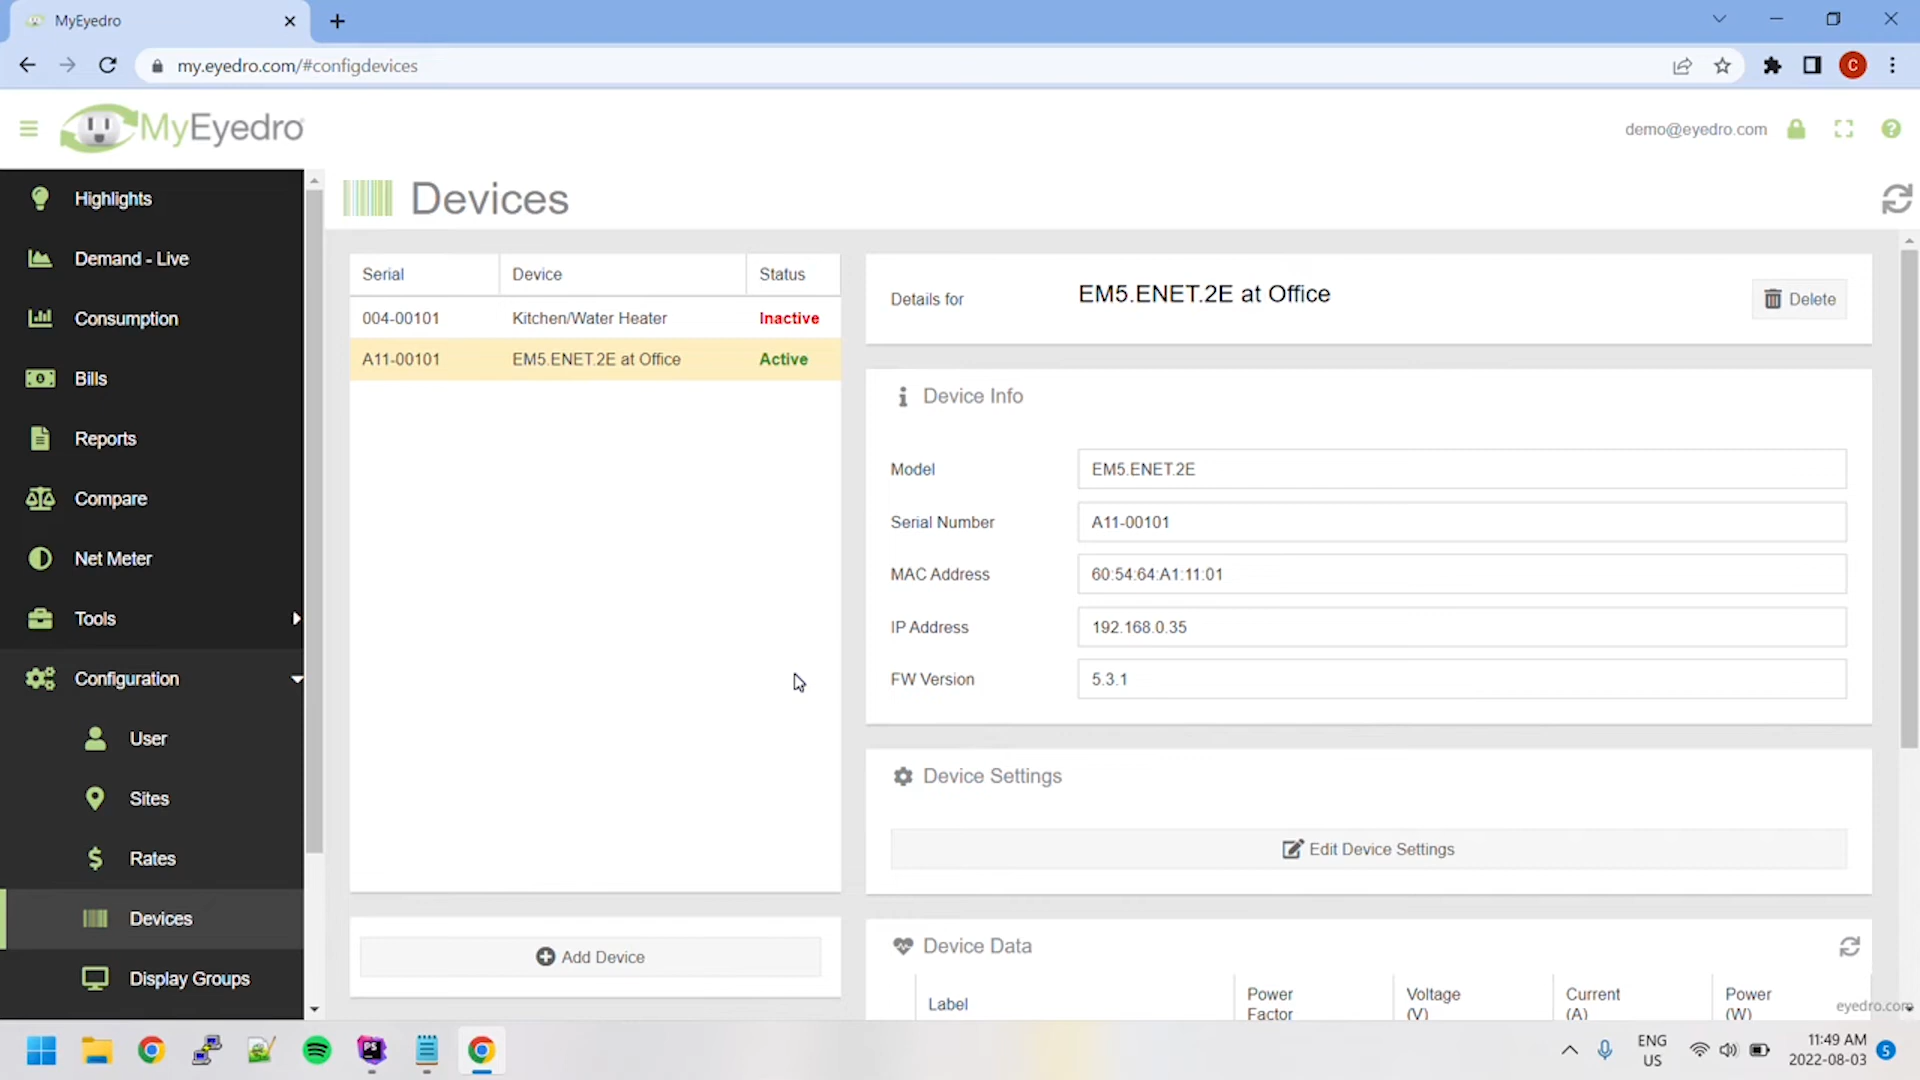 MyEyedro
my.eyedro.com/#configdevices
C
MyEyedro
demo@eyedro.com
Highlights
Demand - Live
Consumption
Bills
Reports
Compare
Net Meter
Tools
Configuration
User
Sites
Rates
Devices
Display Groups
Devices
Serial Device Status
004-00101 Kitchen/Water Heater Inactive
A11-00101 EM5.ENET.2E at Office Active
Add Device
Details for EM5.ENET.2E at Office Delete
Device Info
Model EM5.ENET.2E
Serial Number A11-00101
MAC Address 60:54:64:A1:11:01
IP Address 192.168.0.35
FW Version 5.3.1
Device Settings
Edit Device Settings
Device Data
Label Power Factor Voltage (V) Current (A) Power (W)
eyedro.com
PS
ENG
US
11:49 AM
2022-08-03
5